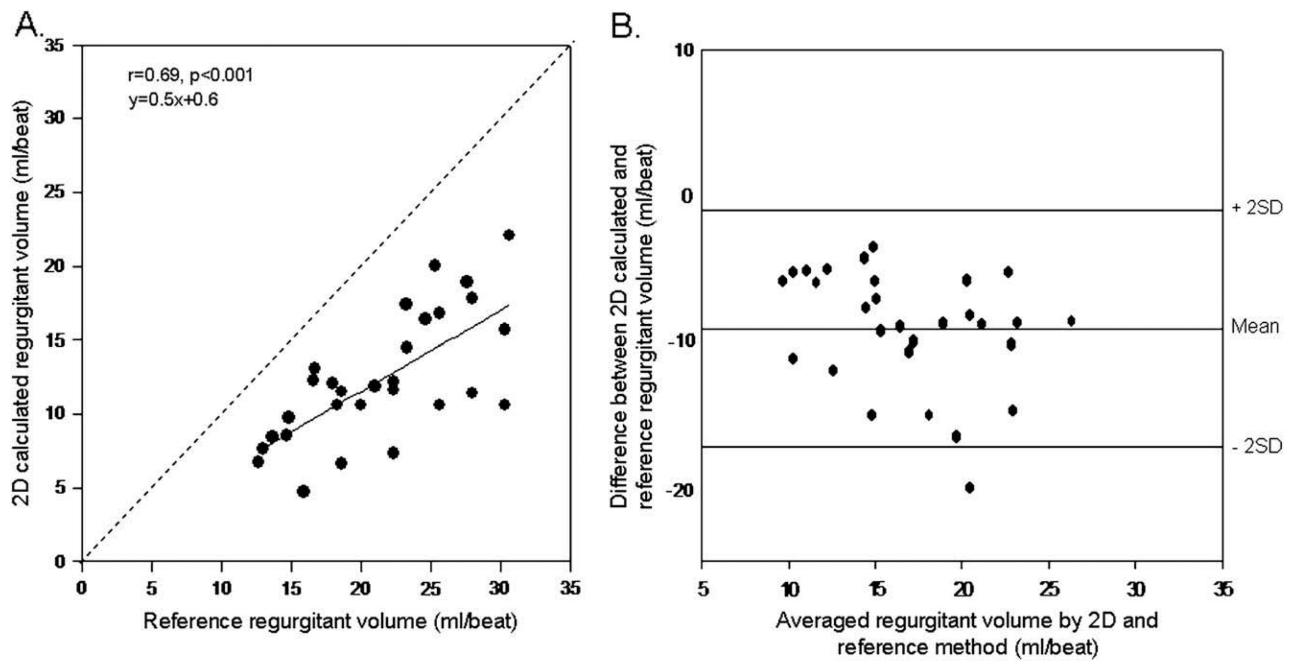 A.
35
30
25
20
15
10
5
0
2D calculated regurgitant volume (ml/beat)
r=0.69, p<0.001
y=0.5x+0.6
0 5 10 15 20 25 30 35
Reference regurgitant volume (ml/beat)
B.
10
0
-10
-20
Difference between 2D calculated and
reference regurgitant volume (ml/beat)
+ 2SD
Mean
- 2SD
5 10 15 20 25 30 35
Averaged regurgitant volume by 2D and
reference method (ml/beat)